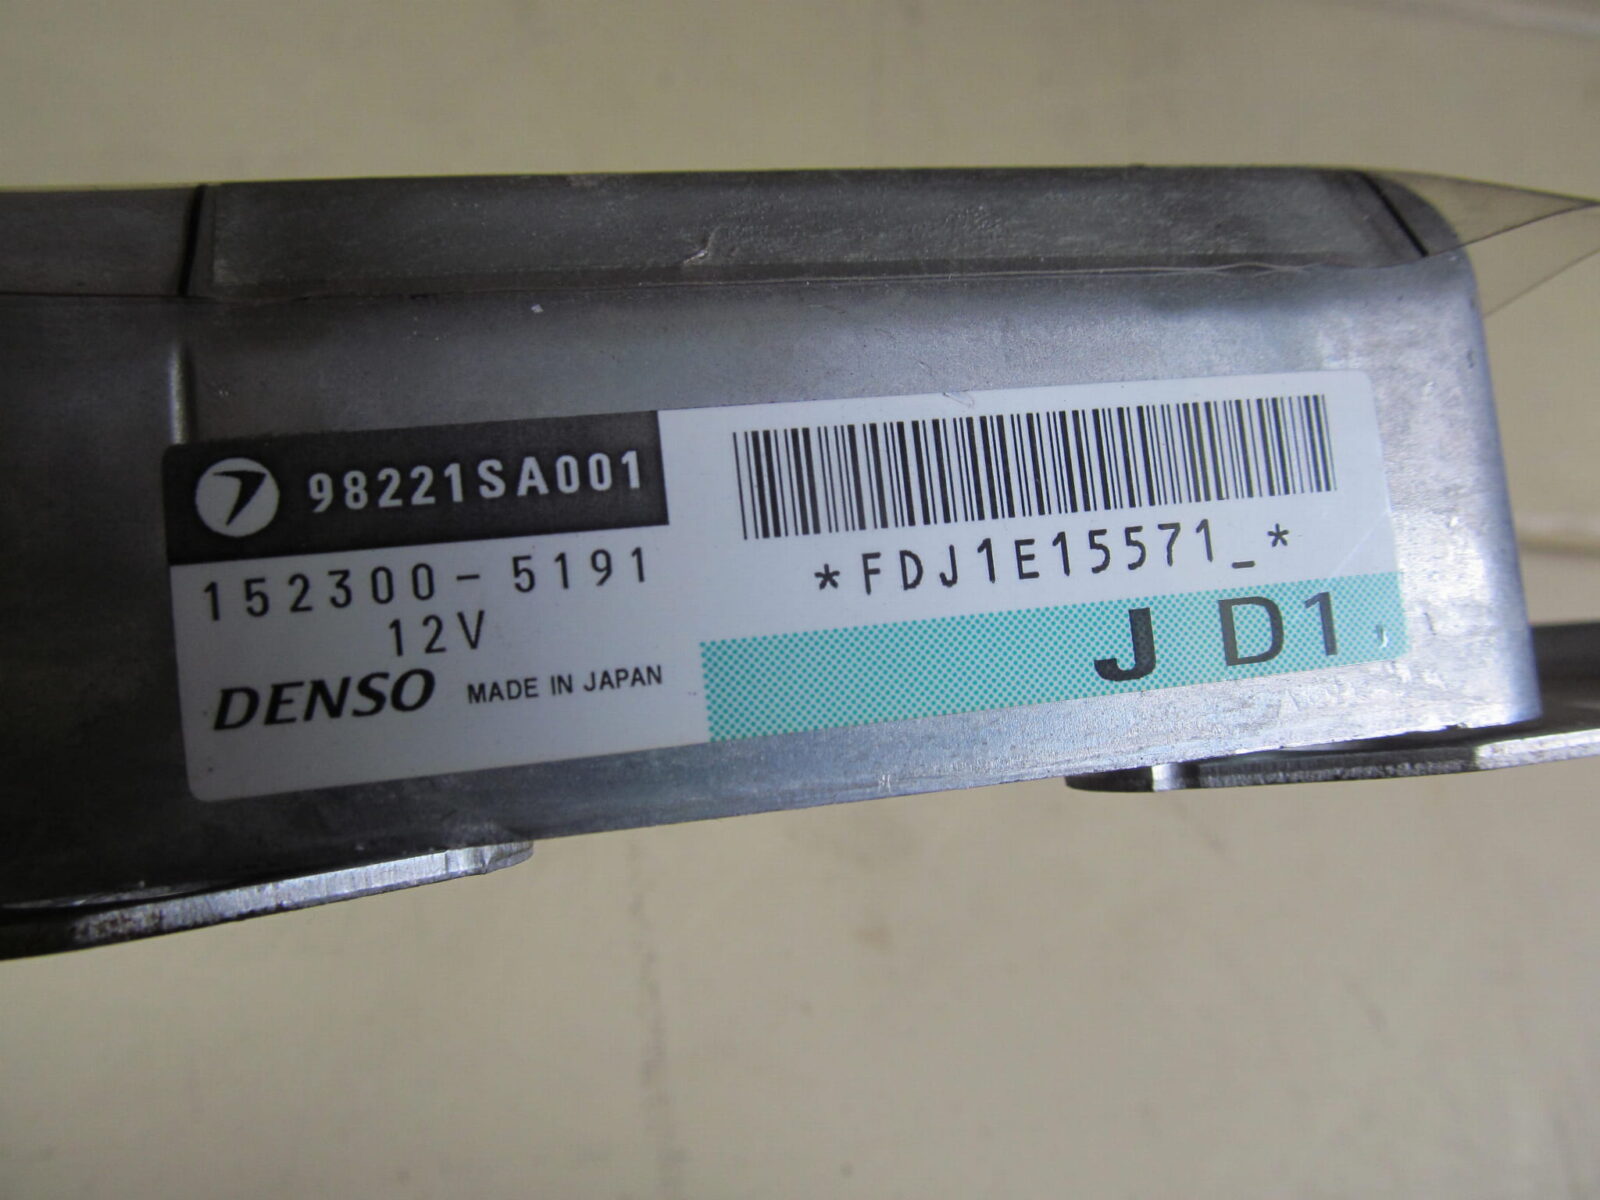 98221SA001
152300-5191
12V
DENSO MADE IN JAPAN
*FDJ1E15571_*
J D1
J